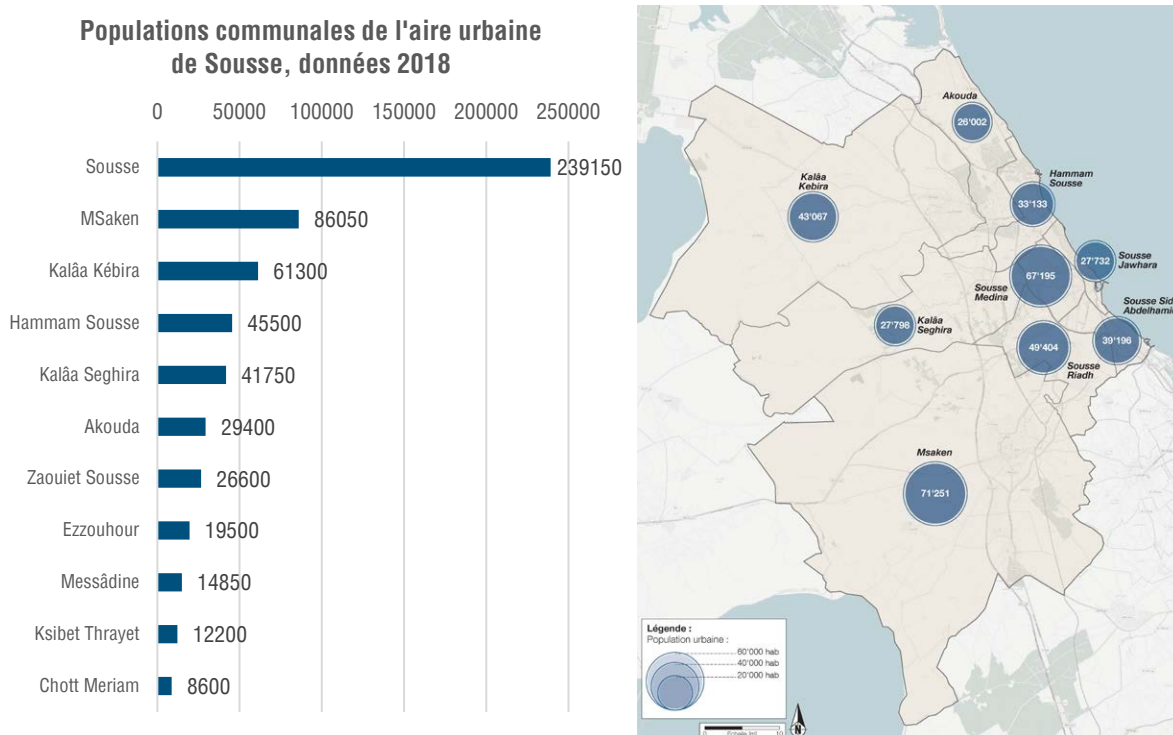 Populations communales de l'aire urbaine
de Sousse, données 2018
0 50000 100000 150000 200000 250000
Sousse 239150
MSaken 86050
Kalâa Kébira 61300
Hammam Sousse 45500
Kalâa Seghira 41750
Akouda 29400
Zaouiet Sousse 26600
Ezzouhour 19500
Messâdine 14850
Ksibet Thrayet 12200
Chott Meriam 8600
Akouda
26'002
Hammam
Sousse
33'133
Kalâa
Kebira
43'067
Sousse
Jawhara
27'732
Sousse
Medina
67'195
Sousse Sid
Abdelhamid
39'196
Kalâa
Seghira
27'798
Sousse
Riadh
49'404
Msaken
71'251
Légende :
Population urbaine :
60'000 hab
40'000 hab
20'000 hab
0
10
N